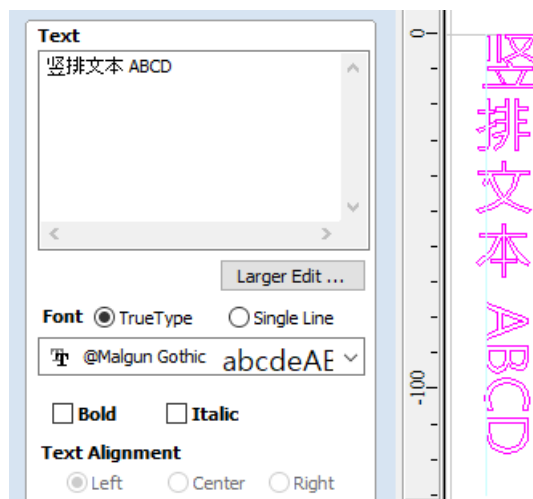 Text
竖排文本 ABCD
Larger Edit ...
Font TrueType Single Line
@Malgun Gothic abcdeAE
Bold Italic
Text Alignment
Left Center Right
0
-100
竖排文本 ABCD